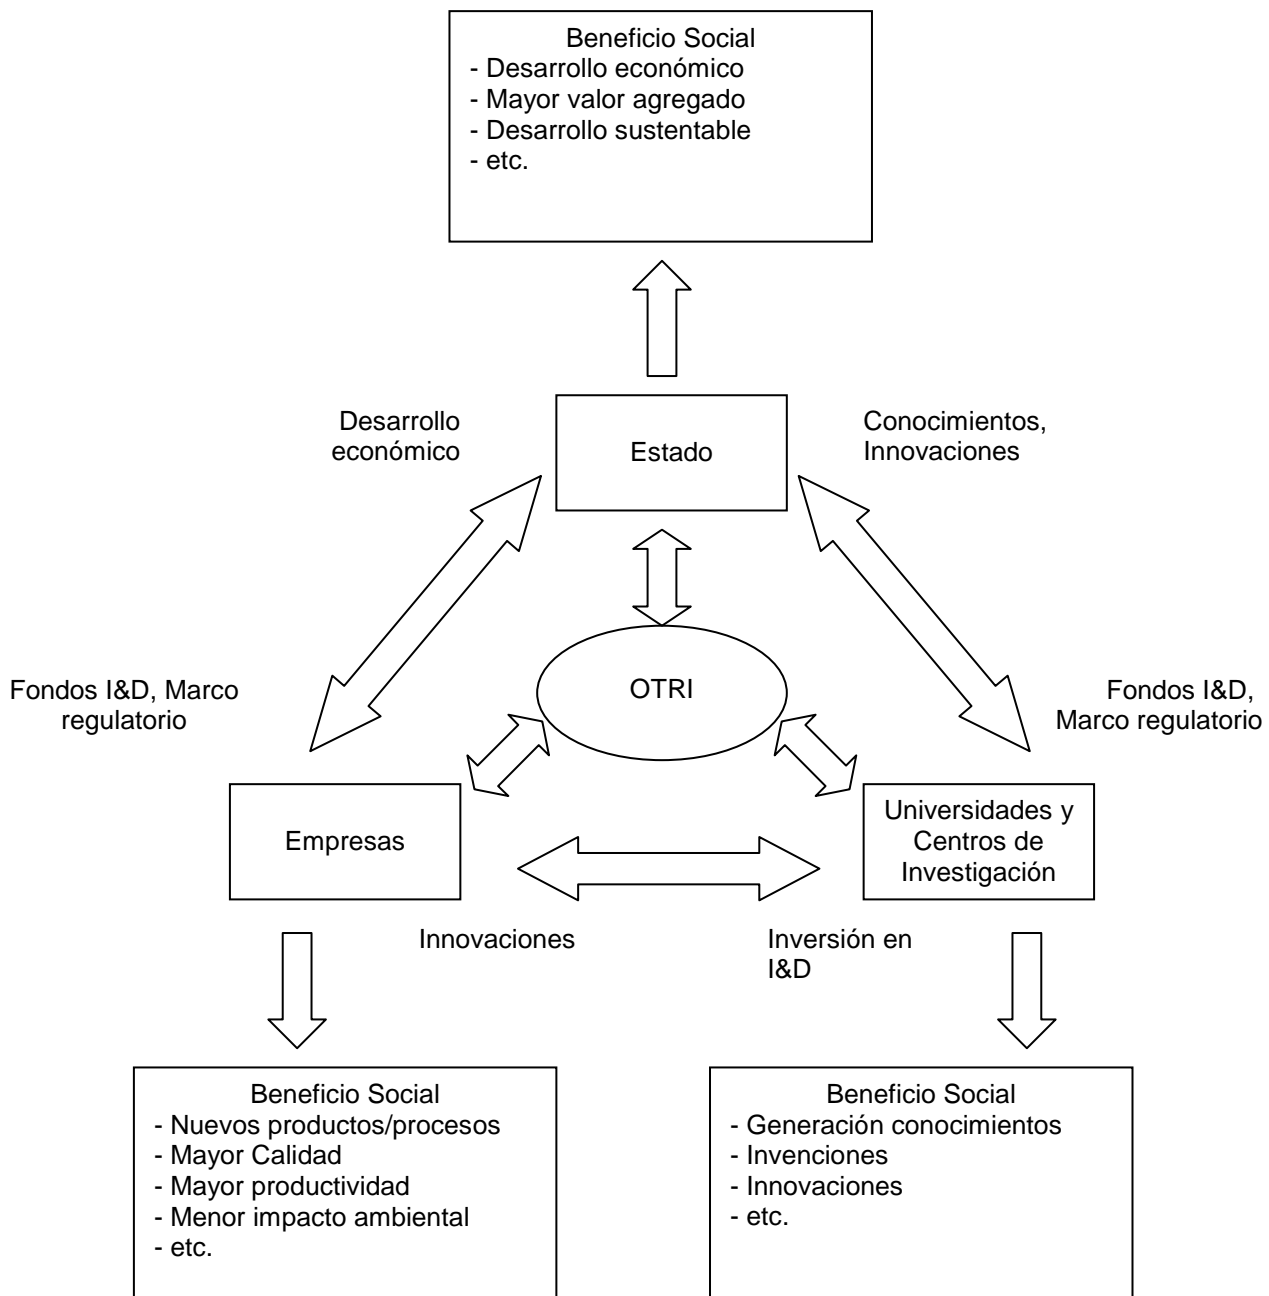 Beneficio Social
- Desarrollo económico
- Mayor valor agregado
- Desarrollo sustentable
- etc.
Desarrollo
económico
Estado
Conocimientos,
Innovaciones
OTRI
Fondos I&D, Marco
regulatorio
Fondos I&D,
Marco regulatorio
Empresas
Universidades y
Centros de
Investigación
Innovaciones
Inversión en
I&D
Beneficio Social
- Nuevos productos/procesos
- Mayor Calidad
- Mayor productividad
- Menor impacto ambiental
- etc.
Beneficio Social
- Generación conocimientos
- Invenciones
- Innovaciones
- etc.